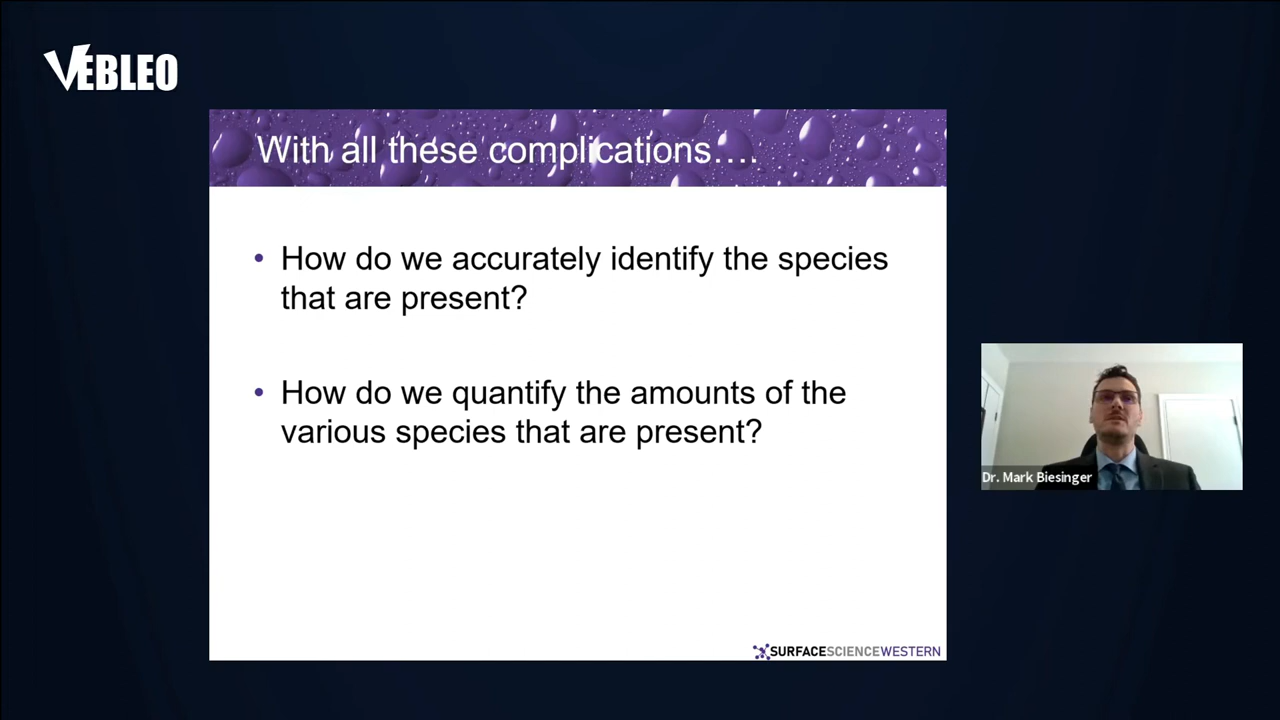 VEBLEO
With all these complications….
• How do we accurately identify the species
that are present?
• How do we quantify the amounts of the
various species that are present?
Dr. Mark Biesinger
SURFACESCIENCEWESTERN